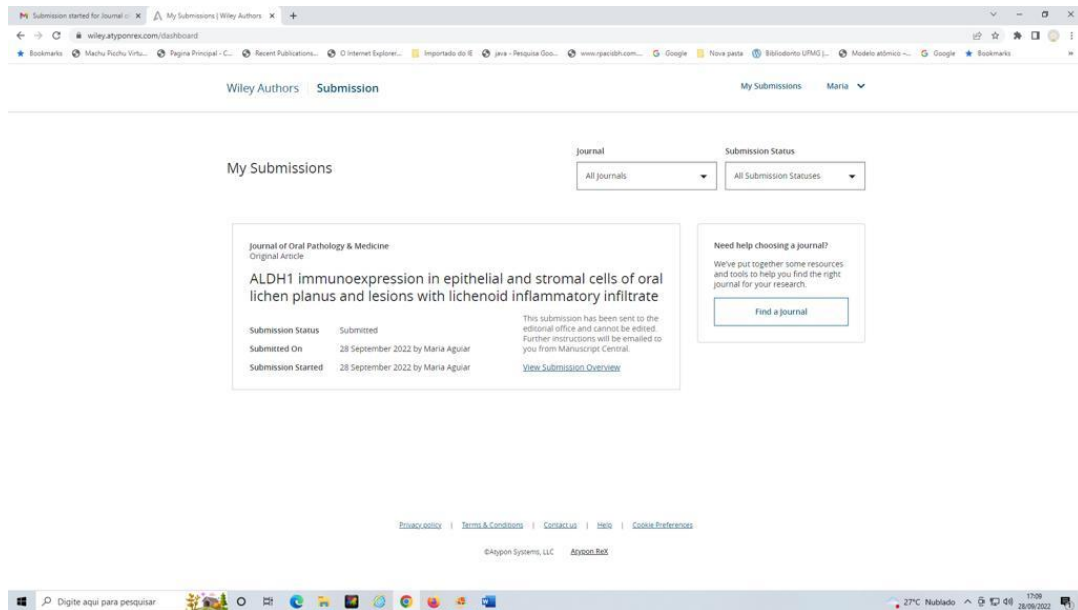 Submission started for Journal o
My Submissions | Wiley Authors
wiley.atyponrex.com/dashboard
Bookmarks
Machu Picchu Virtu...
Pagina Principal - C...
Recent Publications...
O Internet Explorer...
Importado do IE
java - Pesquisa Goo...
www.rpacisbh.com...
Google
Nova pasta
Bibliodonto UFMG |...
Modelo atômico –...
Google
Bookmarks
Wiley Authors | Submission
My Submissions
Maria
My Submissions
Journal
All Journals
Submission Status
All Submission Statuses
Journal of Oral Pathology & Medicine
Original Article
ALDH1 immunoexpression in epithelial and stromal cells of oral
lichen planus and lesions with lichenoid inflammatory infiltrate
Submission Status Submitted
Submitted On 28 September 2022 by Maria Aguiar
Submission Started 28 September 2022 by Maria Aguiar
This submission has been sent to the
editorial office and cannot be edited.
Further instructions will be emailed to
you from Manuscript Central.
View Submission Overview
Need help choosing a journal?
We've put together some resources
and tools to help you find the right
journal for your research.
Find a Journal
Privacy policy | Terms & Conditions | Contact us | Help | Cookie Preferences
©Atypon Systems, LLC Atypon ReX
Digite aqui para pesquisar
27°C Nublado
17:09
28/09/2022